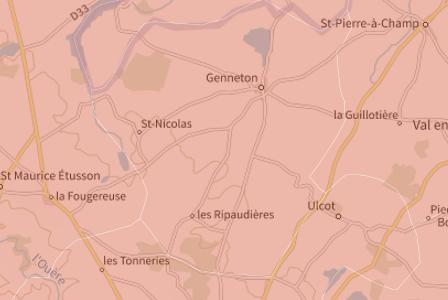 D33
St-Pierre-à-Champ
Genneton
la Guillotière
St-Nicolas
Val en
St Maurice Étusson
la Fougereuse
les Ripaudières
Ulcot
Pie
Bo
les Tonneries
l'Ouère